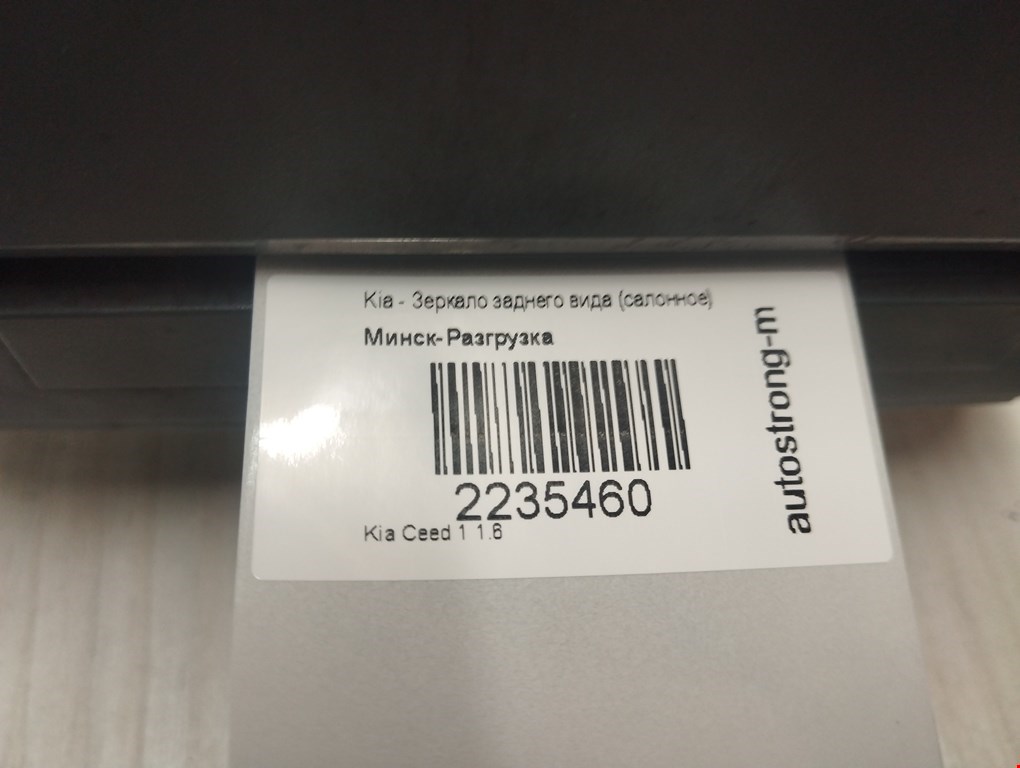 Kia - Зеркало заднего вида (салонное)
Минск-Разгрузка
2235460
Kia Ceed 1 1.6
autostrong-m